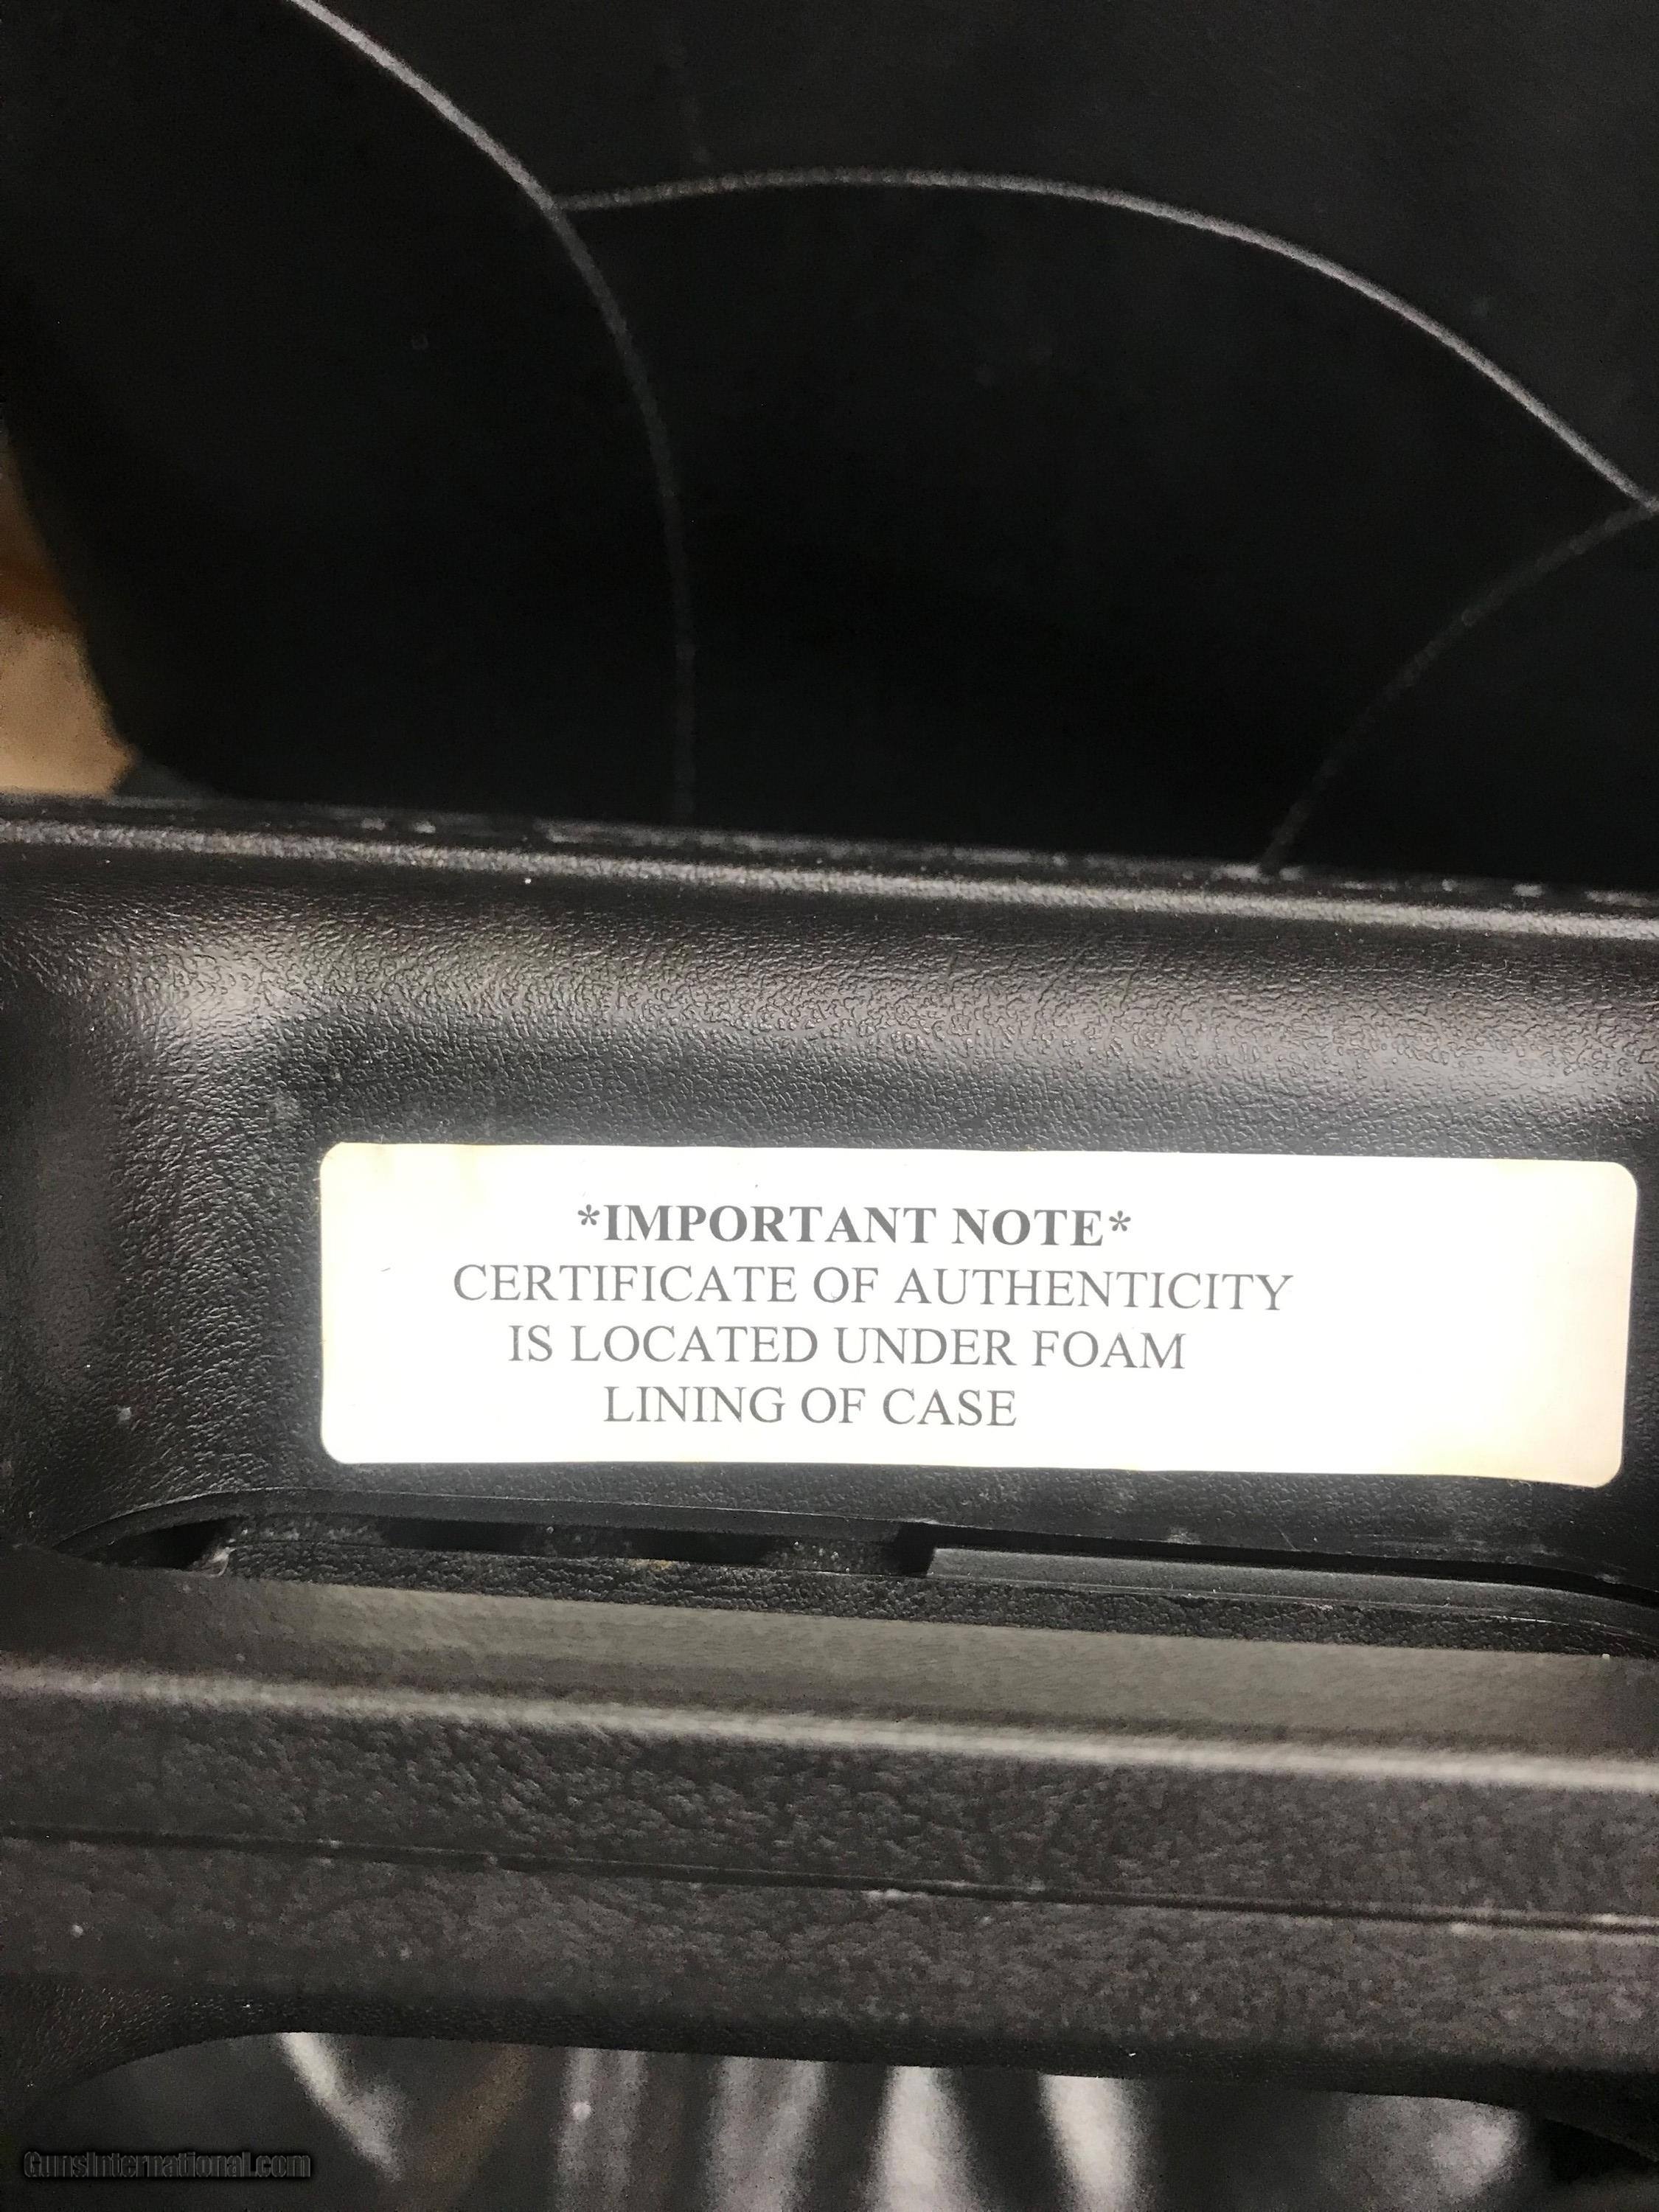 *IMPORTANT NOTE*
CERTIFICATE OF AUTHENTICITY
IS LOCATED UNDER FOAM
LINING OF CASE
GunsInternational.com